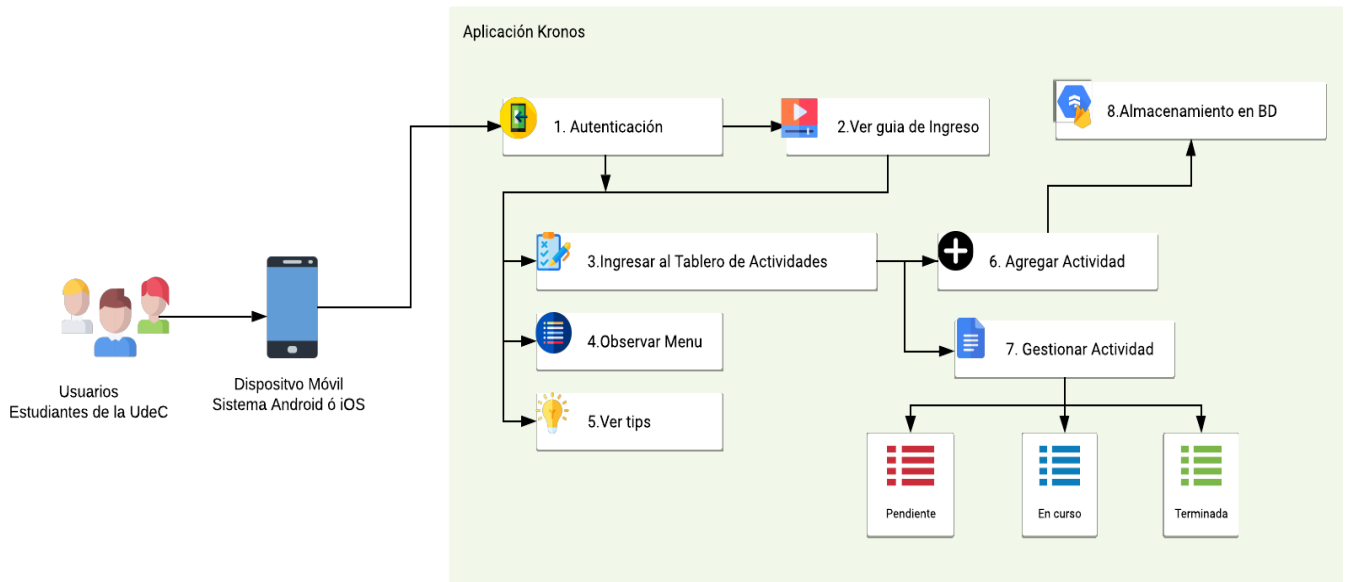 Aplicación Kronos
1. Autenticación
2.Ver guia de Ingreso
8.Almacenamiento en BD
3.Ingresar al Tablero de Actividades
6. Agregar Actividad
4.Observar Menu
7. Gestionar Actividad
5.Ver tips
Usuarios
Estudiantes de la UdeC
Dispositvo Móvil
Sistema Android ó iOS
Pendiente
En curso
Terminada